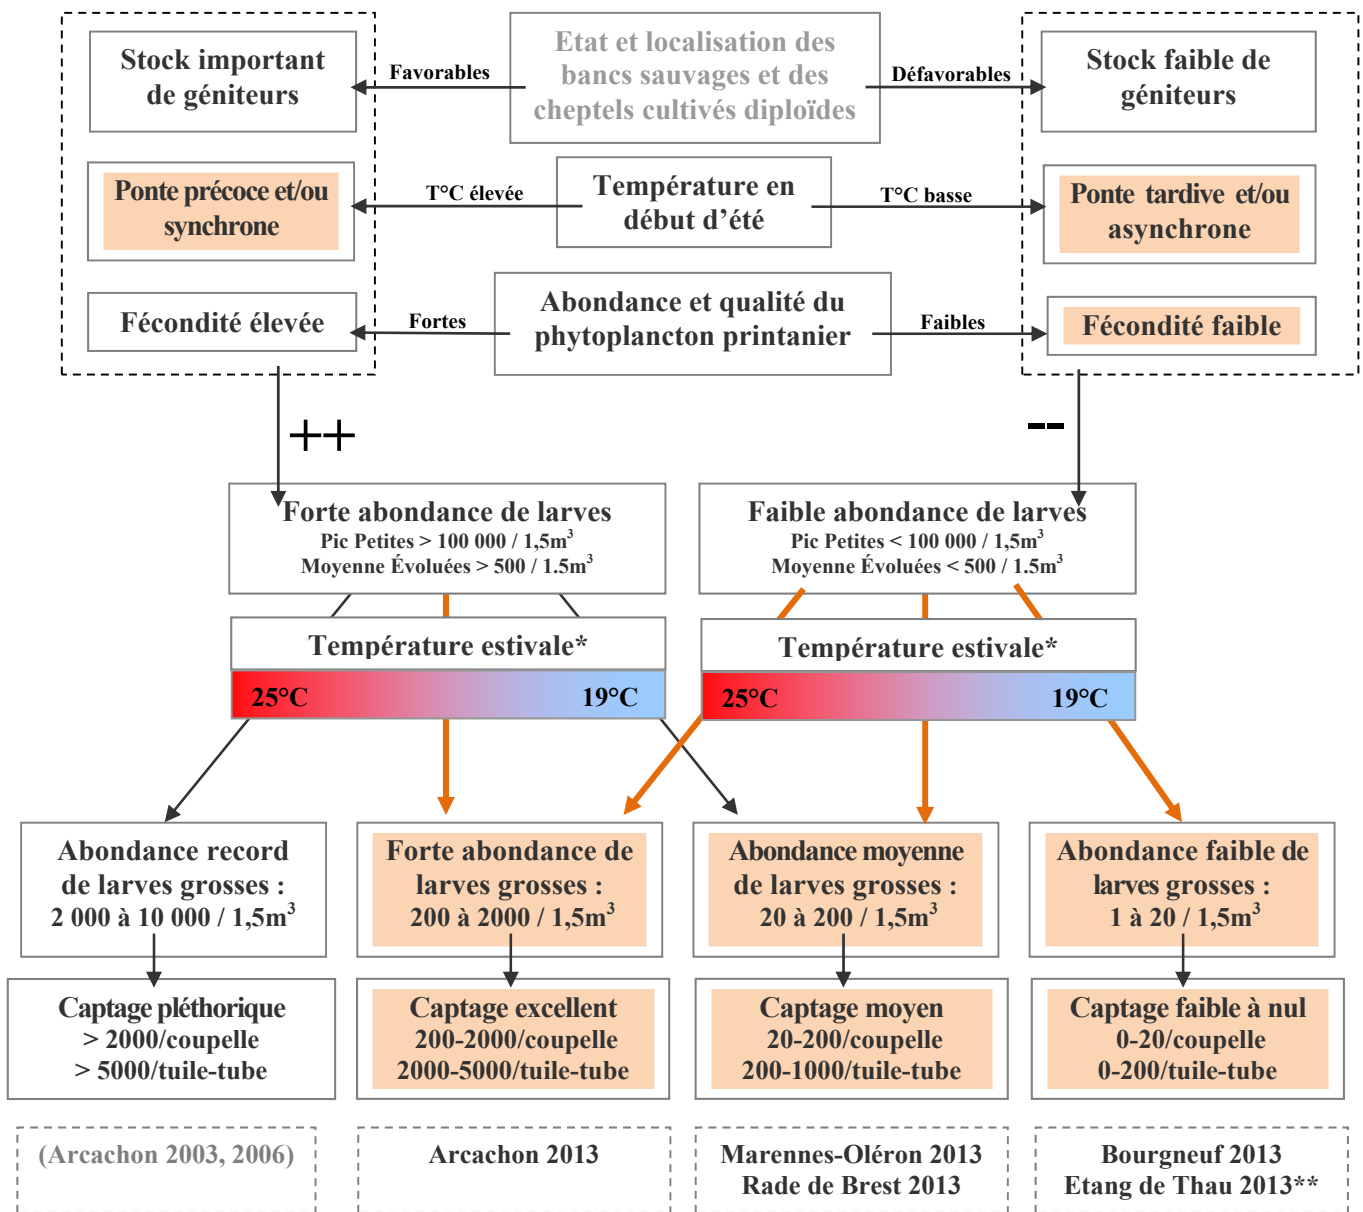 Stock important
de géniteurs
Favorables
Etat et localisation des
bancs sauvages et des
cheptels cultivés diploïdes
Défavorables
Stock faible de
géniteurs
Ponte précoce et/ou
synchrone
T°C élevée
Température en
début d'été
T°C basse
Ponte tardive et/ou
asynchrone
Fécondité élevée
Fortes
Abondance et qualité du
phytoplancton printanier
Faibles
Fécondité faible
++
--
Forte abondance de larves
Pic Petites > 100 000 / 1,5m³
Moyenne Évoluées > 500 / 1.5m³
Faible abondance de larves
Pic Petites < 100 000 / 1,5m³
Moyenne Évoluées < 500 / 1.5m³
Température estivale*
25°C 19°C
Température estivale*
25°C 19°C
Abondance record
de larves grosses :
2 000 à 10 000 / 1,5m³
Forte abondance de
larves grosses :
200 à 2000 / 1,5m³
Abondance moyenne
de larves grosses :
20 à 200 / 1,5m³
Abondance faible de
larves grosses :
1 à 20 / 1,5m³
Captage pléthorique
> 2000/coupelle
> 5000/tuile-tube
Captage excellent
200-2000/coupelle
2000-5000/tuile-tube
Captage moyen
20-200/coupelle
200-1000/tuile-tube
Captage faible à nul
0-20/coupelle
0-200/tuile-tube
(Arcachon 2003, 2006)
Arcachon 2013
Marennes-Oléron 2013
Rade de Brest 2013
Bourgneuf 2013
Etang de Thau 2013**